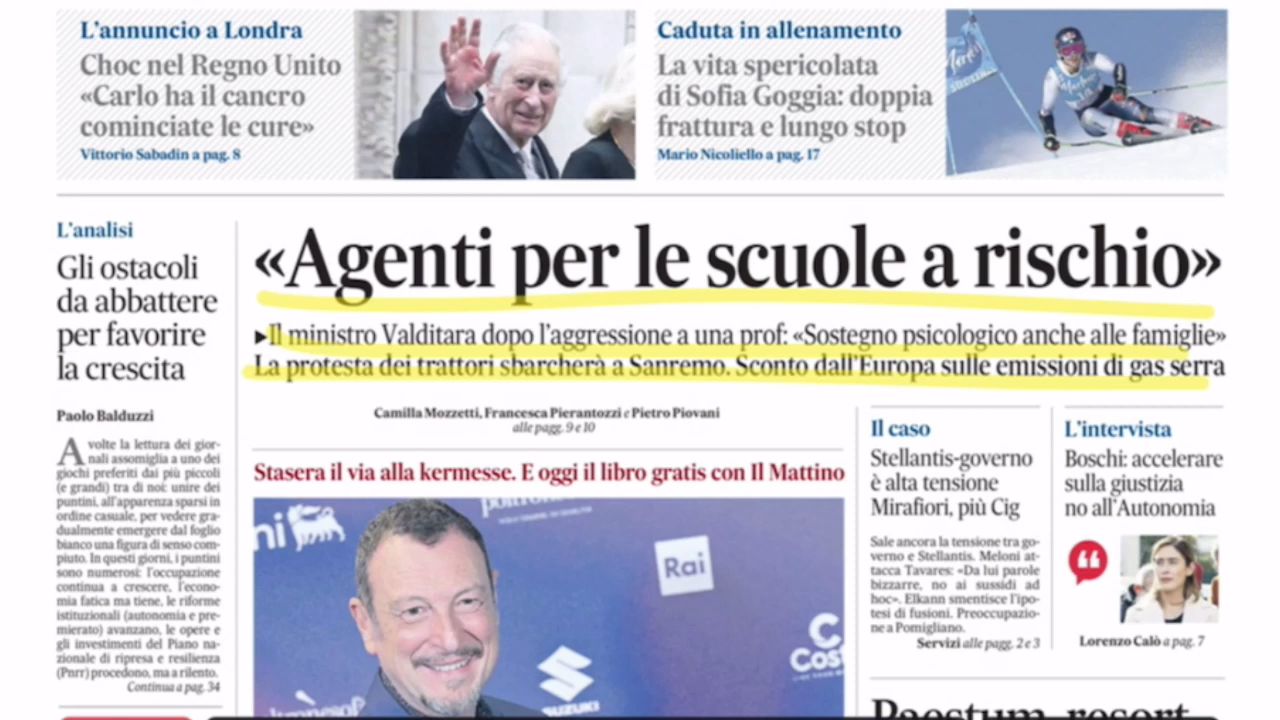 L'annuncio a Londra
Choc nel Regno Unito
«Carlo ha il cancro
cominciate le cure»
Vittorio Sabadin a pag. 8
Caduta in allenamento
La vita spericolata
di Sofia Goggia: doppia
frattura e lungo stop
Mario Nicoliello a pag. 17
L'analisi
Gli ostacoli
da abbattere
per favorire
la crescita
Paolo Balduzzi
A volte la lettura dei gior-
nali assomiglia a uno dei
giochi preferiti dai più piccoli
(e grandi) tra di noi: unire dei
puntini, all'apparenza sparsi in
ordine casuale, per vedere gra-
dualmente emergere dal foglio
bianco una figura di senso com-
piuto. In questi giorni, i puntini
sono numerosi: l'occupazione
continua a crescere, l'econo-
mia fatica ma tiene, le riforme
istituzionali (autonomia e pre-
mierato) avanzano, le opere e
gli investimenti del Piano na-
zionale di ripresa e resilienza
(Pnrr) procedono, ma a rilento.
Continua a pag. 34
«Agenti per le scuole a rischio»
▸Il ministro Valditara dopo l'aggressione a una prof: «Sostegno psicologico anche alle famiglie»
La protesta dei trattori sbarcherà a Sanremo. Sconto dall'Europa sulle emissioni di gas serra
Camilla Mozzetti, Francesca Pierantozzi e Pietro Piovani
alle pagg. 9 e 10
Stasera il via alla kermesse. E oggi il libro gratis con Il Mattino
ni
Rai
C
Cost
SUZUKI
Il caso
Stellantis-governo
è alta tensione
Mirafiori, più Cig
Sale ancora la tensione tra go-
verno e Stellantis. Meloni at-
tacca Tavares: «Da lui parole
bizzarre, no ai sussidi ad
hoc». Elkann smentisce l'ipo-
tesi di fusioni. Preoccupazio-
ne a Pomigliano.
Servizi alle pagg. 2 e 3
L'intervista
Boschi: accelerare
sulla giustizia
no all'Autonomia
Lorenzo Calò a pag. 7
Paestum, resort